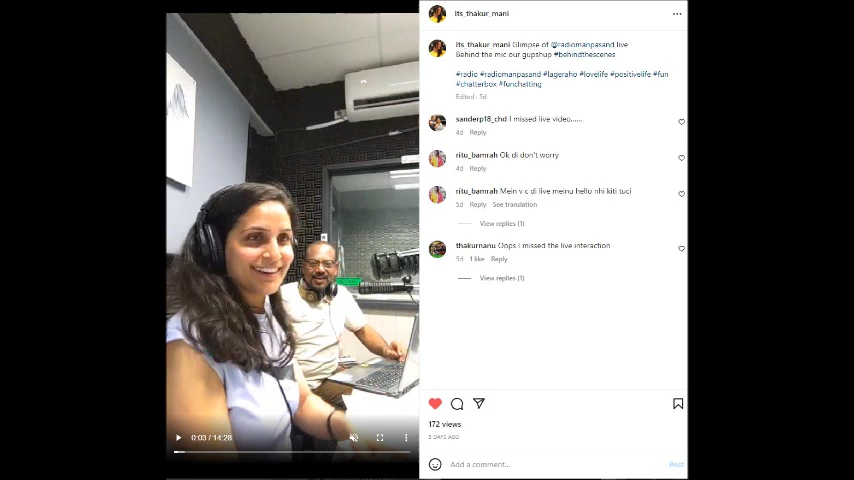 its_thakur_mani
its_thakur_mani Glimpse of @radiomanpasand live
Behind the mic our gupshup #behindthescenes
#radio #radiomanpasand #lageraho #lovelife #positivelife #fun
#chatterbox #funchatting
Edited · 5d
sanderp18_chd I missed live video......
4d Reply
ritu_bamrah Ok di don't worry
4d Reply
ritu_bamrah Mein v c di live meinu hello nhi kiti tuci
5d Reply See translation
View replies (1)
thakurnanu Oops I missed the live interaction
5d 1 like Reply
View replies (1)
0:03 / 14:28
172 views
5 DAYS AGO
Add a comment...
Post